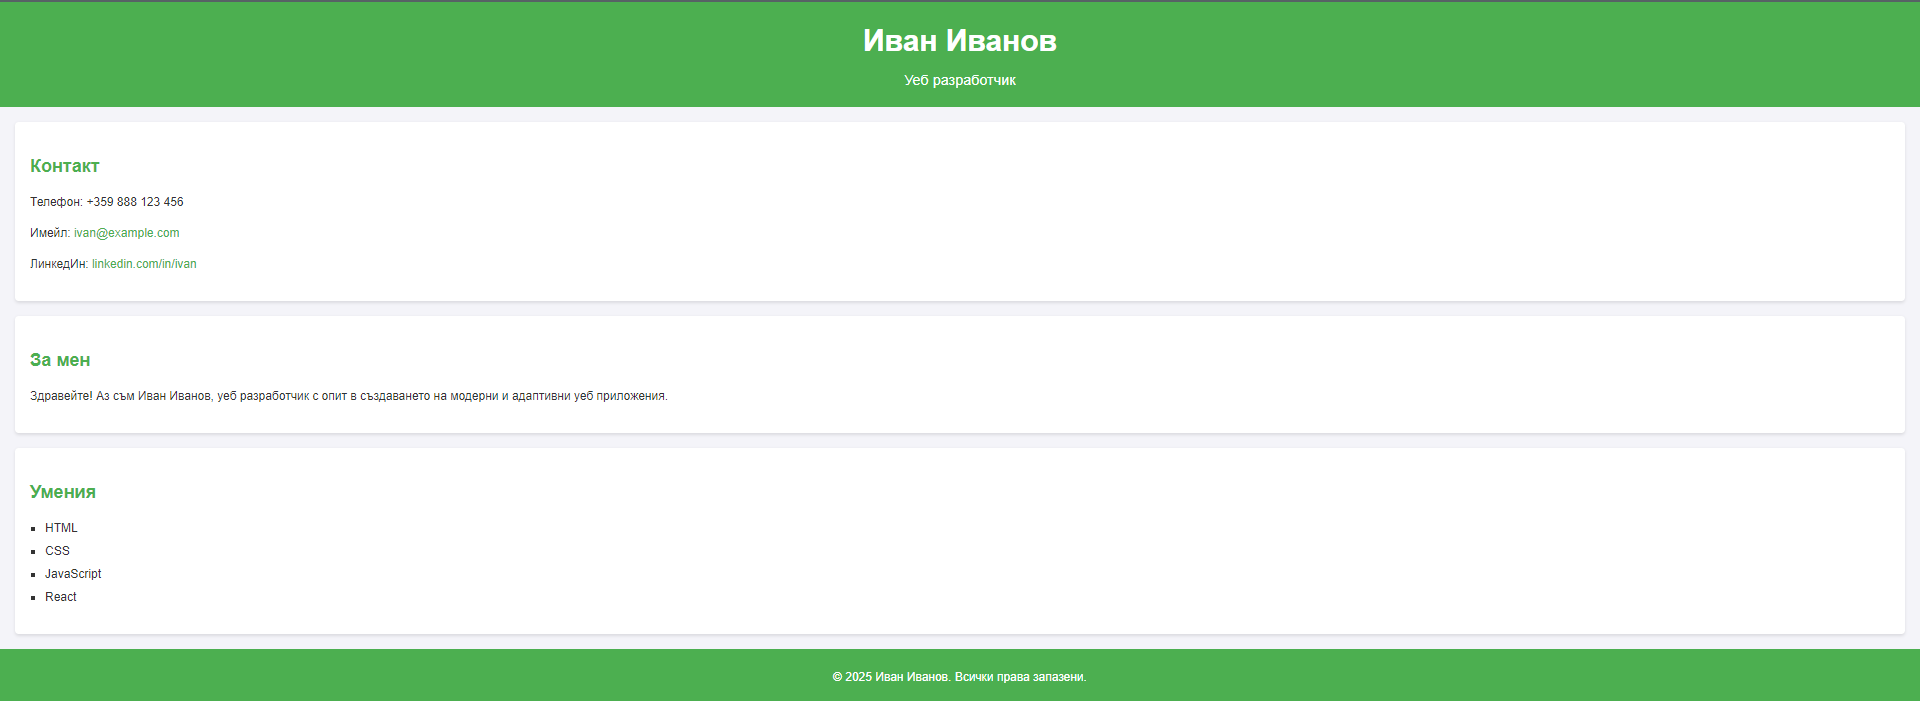 Иван Иванов
Уеб разработчик
Контакт
Телефон: +359 888 123 456
Имейл: ivan@example.com
ЛинкедИн: linkedin.com/in/ivan
За мен
Здравейте! Аз съм Иван Иванов, уеб разработчик с опит в създаването на модерни и адаптивни уеб приложения.
Умения
HTML
CSS
JavaScript
React
© 2025 Иван Иванов. Всички права запазени.